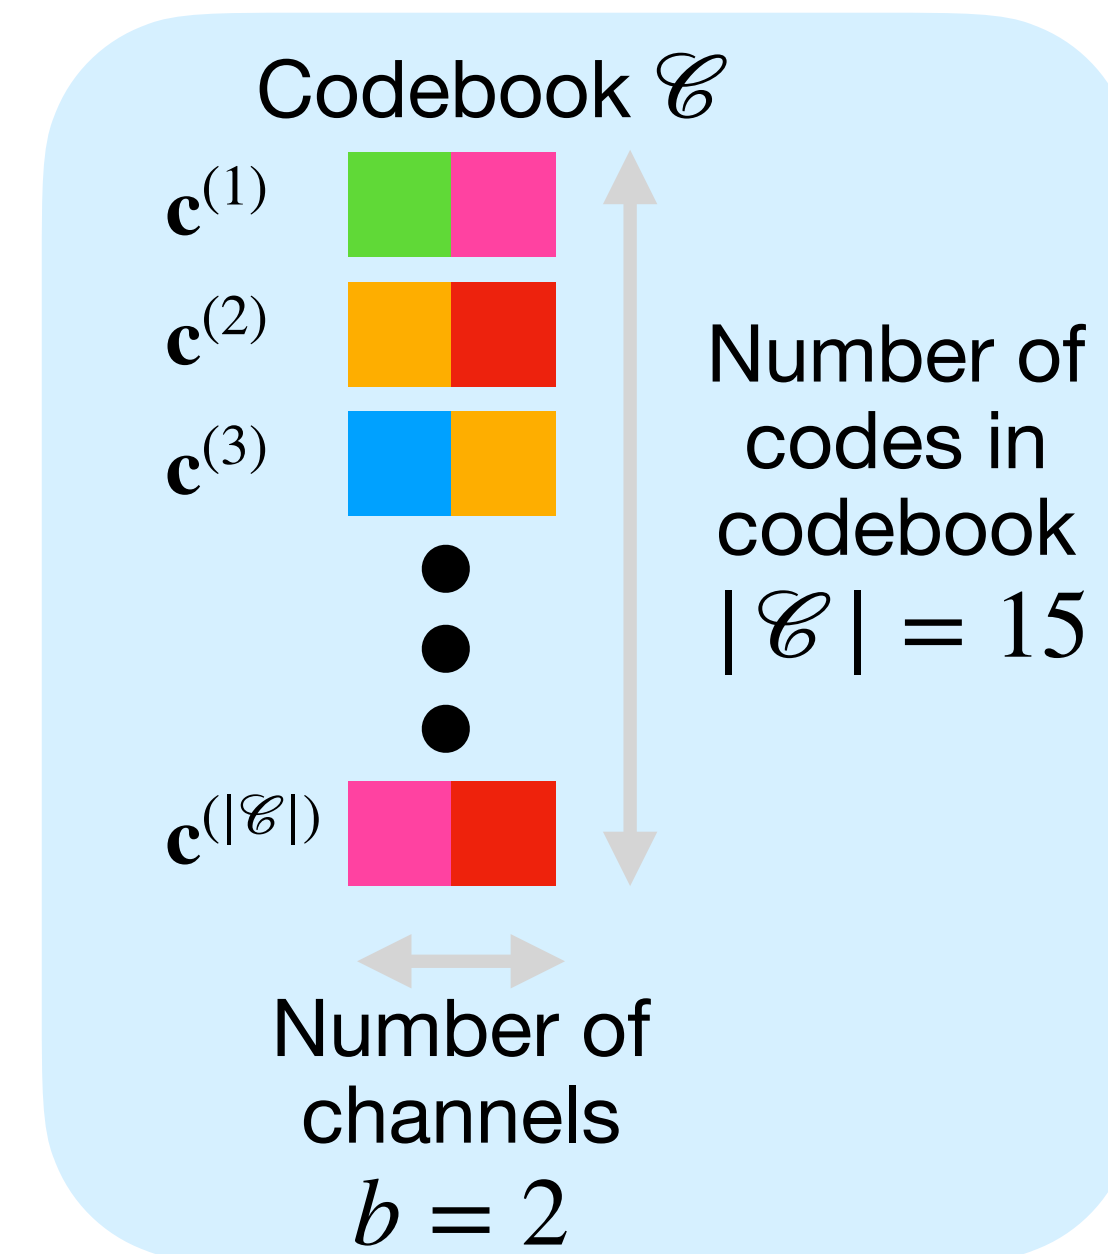 Codebook 𝒞
c⁽¹⁾
c⁽²⁾
c⁽³⁾
Number of
codes in
codebook
|𝒞| = 15
c⁽|𝒞|⁾
Number of
channels
b = 2